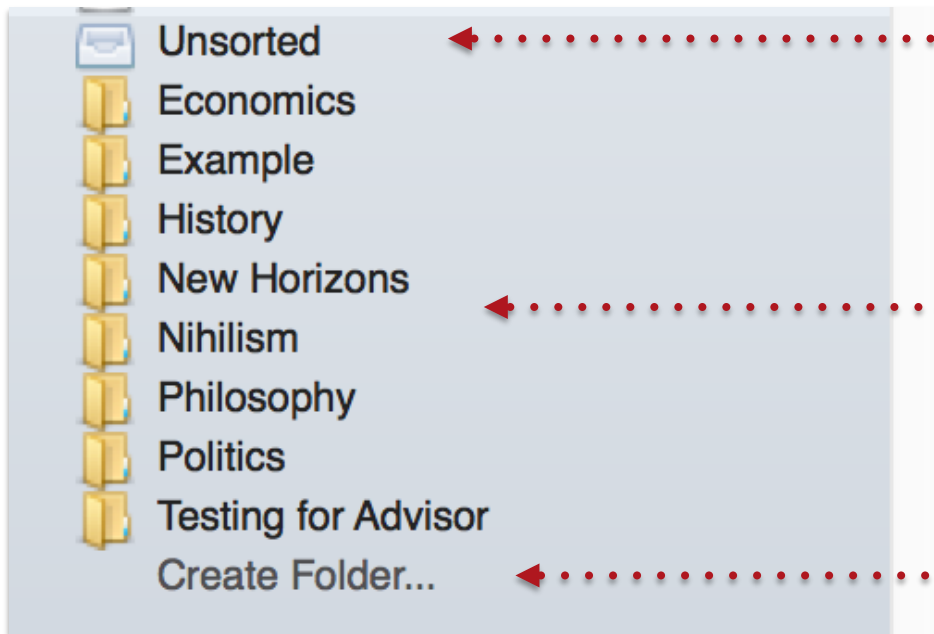 Unsorted
Economics
Example
History
New Horizons
Nihilism
Philosophy
Politics
Testing for Advisor
Create Folder...